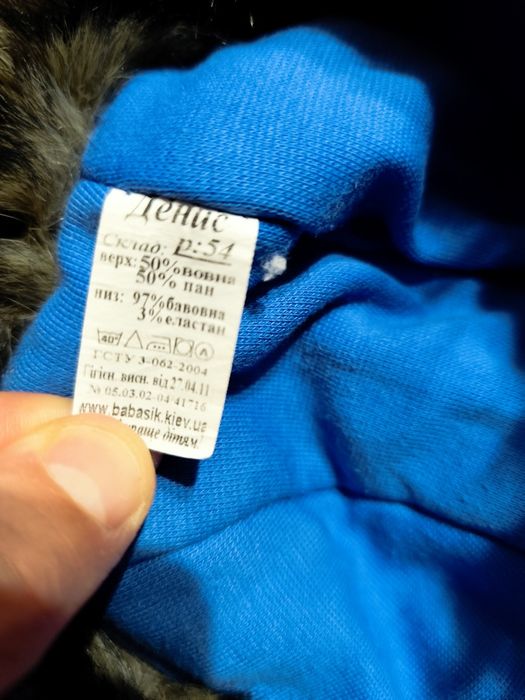 Денис
Склад: р:54
верх: 50%вовна
50% пан
низ: 97%бавовна
3%еластан
40°
А
ГСТУ 3-062-2004
Гігієн. висн. від 27.04.11
№ 05.03.02-04/41716
www.babasik.kiev.ua
дітям!